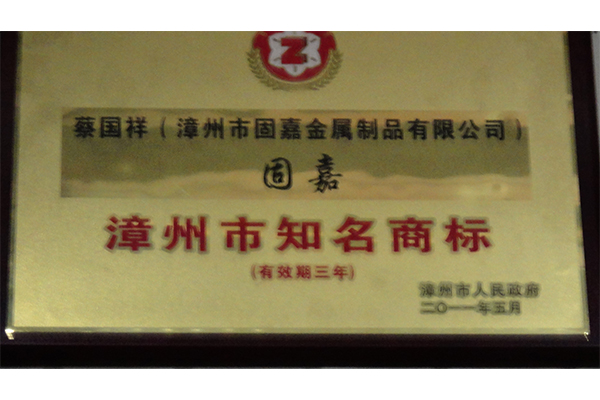 Z
蔡国祥（漳州市固嘉金属制品有限公司）
固嘉
漳州市知名商标
（有效期三年）
漳州市人民政府
二〇一一年五月